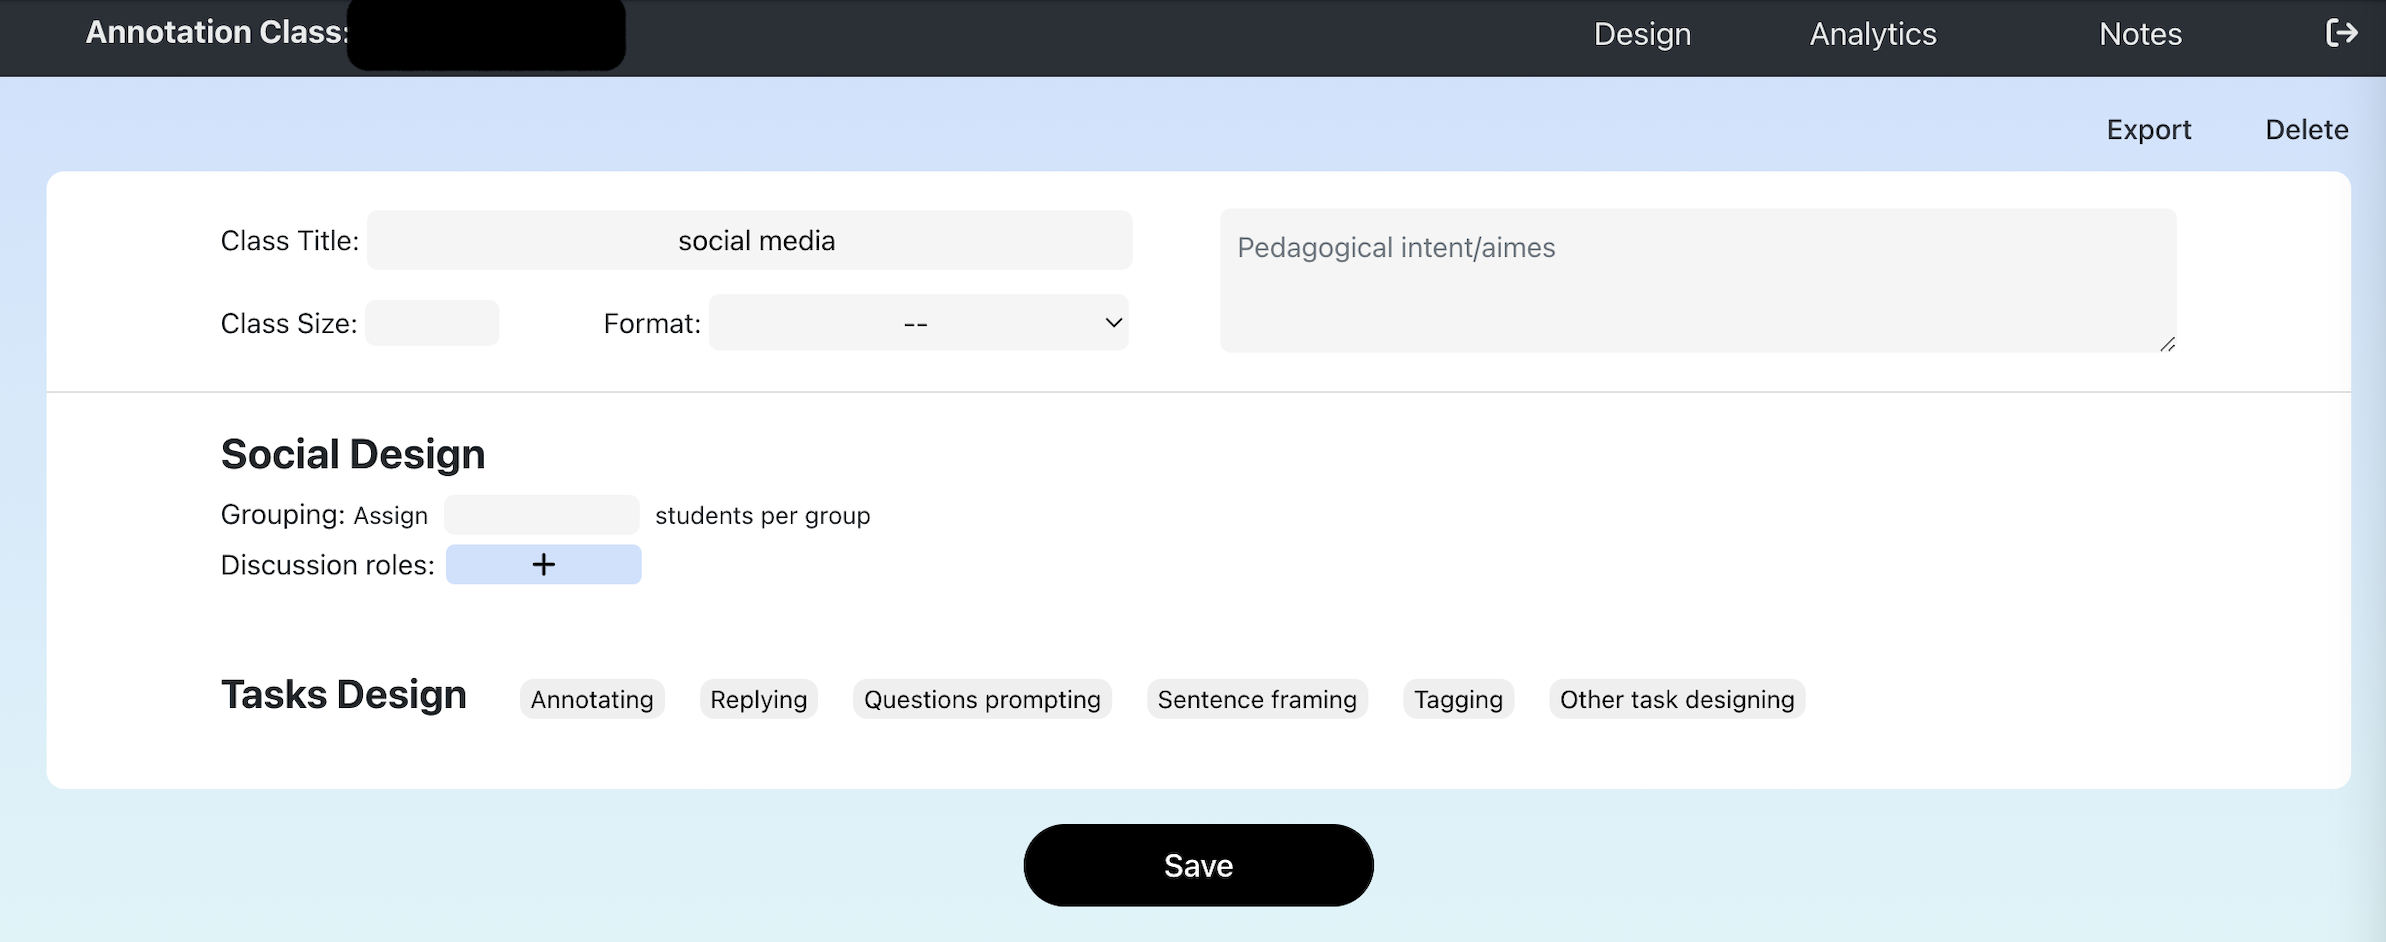 Annotation Class: Design Analytics Notes
Export Delete
Class Title: social media
Pedagogical intent/aimes
Class Size: Format: --
Social Design
Grouping: Assign students per group
Discussion roles: +
Tasks Design Annotating Replying Questions prompting Sentence framing Tagging Other task designing
Save